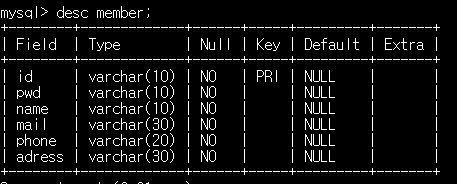 mysql> desc member;
+--------+-------------+------+-----+---------+-------+
| Field | Type | Null | Key | Default | Extra |
+--------+-------------+------+-----+---------+-------+
| id | varchar(10) | NO | PRI | NULL | |
| pwd | varchar(10) | NO | | NULL | |
| name | varchar(10) | NO | | NULL | |
| mail | varchar(30) | NO | | NULL | |
| phone | varchar(20) | NO | | NULL | |
| adress | varchar(30) | NO | | NULL | |
+--------+-------------+------+-----+---------+-------+